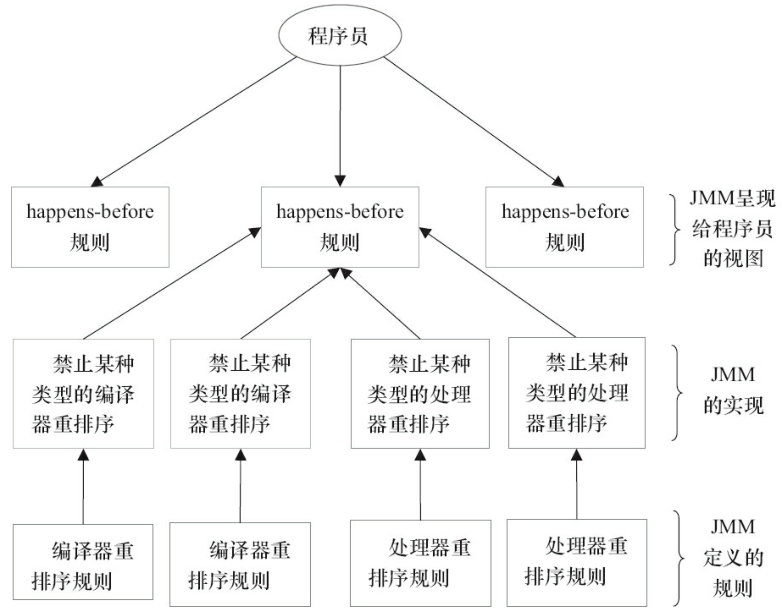 程序员
happens-before
规则
happens-before
规则
happens-before
规则
JMM呈现
给程序员
的视图
禁止某种
类型的编译
器重排序
禁止某种
类型的编译
器重排序
禁止某种
类型的处理
器重排序
禁止某种
类型的处理
器重排序
JMM
的实现
编译器重
排序规则
编译器重
排序规则
处理器重
排序规则
处理器重
排序规则
JMM
定义的
规则